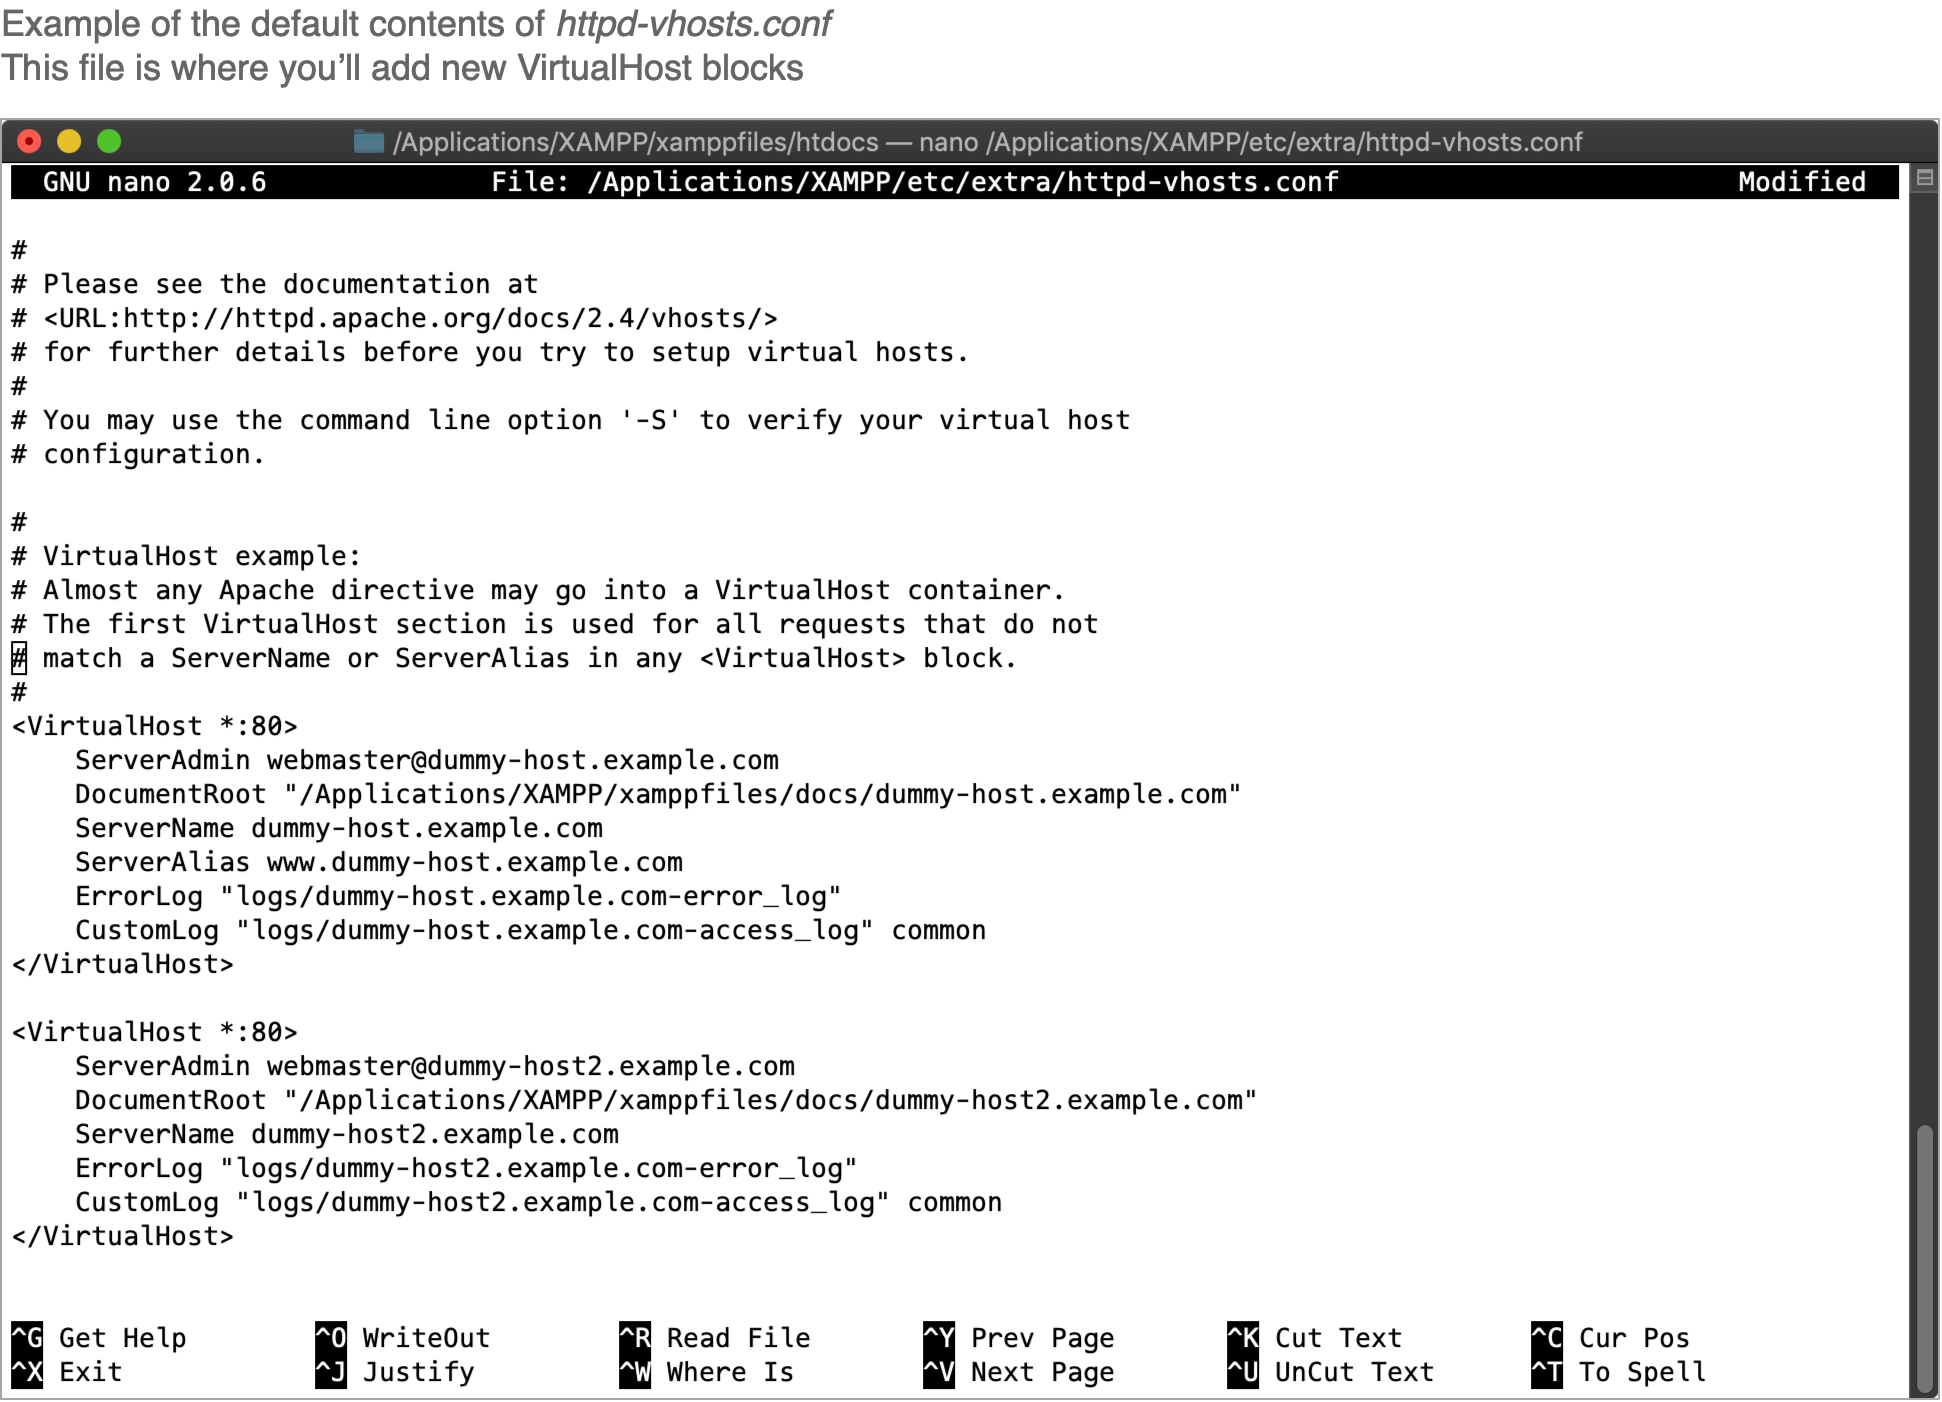 Example of the default contents of httpd-vhosts.conf
This file is where you’ll add new VirtualHost blocks
/Applications/XAMPP/xamppfiles/htdocs — nano /Applications/XAMPP/etc/extra/httpd-vhosts.conf
GNU nano 2.0.6 File: /Applications/XAMPP/etc/extra/httpd-vhosts.conf Modified
#
# Please see the documentation at
# <URL:http://httpd.apache.org/docs/2.4/vhosts/>
# for further details before you try to setup virtual hosts.
#
# You may use the command line option '-S' to verify your virtual host
# configuration.
#
# VirtualHost example:
# Almost any Apache directive may go into a VirtualHost container.
# The first VirtualHost section is used for all requests that do not
# match a ServerName or ServerAlias in any <VirtualHost> block.
#
<VirtualHost *:80>
    ServerAdmin webmaster@dummy-host.example.com
    DocumentRoot "/Applications/XAMPP/xamppfiles/docs/dummy-host.example.com"
    ServerName dummy-host.example.com
    ServerAlias www.dummy-host.example.com
    ErrorLog "logs/dummy-host.example.com-error_log"
    CustomLog "logs/dummy-host.example.com-access_log" common
</VirtualHost>
<VirtualHost *:80>
    ServerAdmin webmaster@dummy-host2.example.com
    DocumentRoot "/Applications/XAMPP/xamppfiles/docs/dummy-host2.example.com"
    ServerName dummy-host2.example.com
    ErrorLog "logs/dummy-host2.example.com-error_log"
    CustomLog "logs/dummy-host2.example.com-access_log" common
</VirtualHost>
^G Get Help ^O WriteOut ^R Read File ^Y Prev Page ^K Cut Text ^C Cur Pos
^X Exit ^J Justify ^W Where Is ^V Next Page ^U UnCut Text ^T To Spell